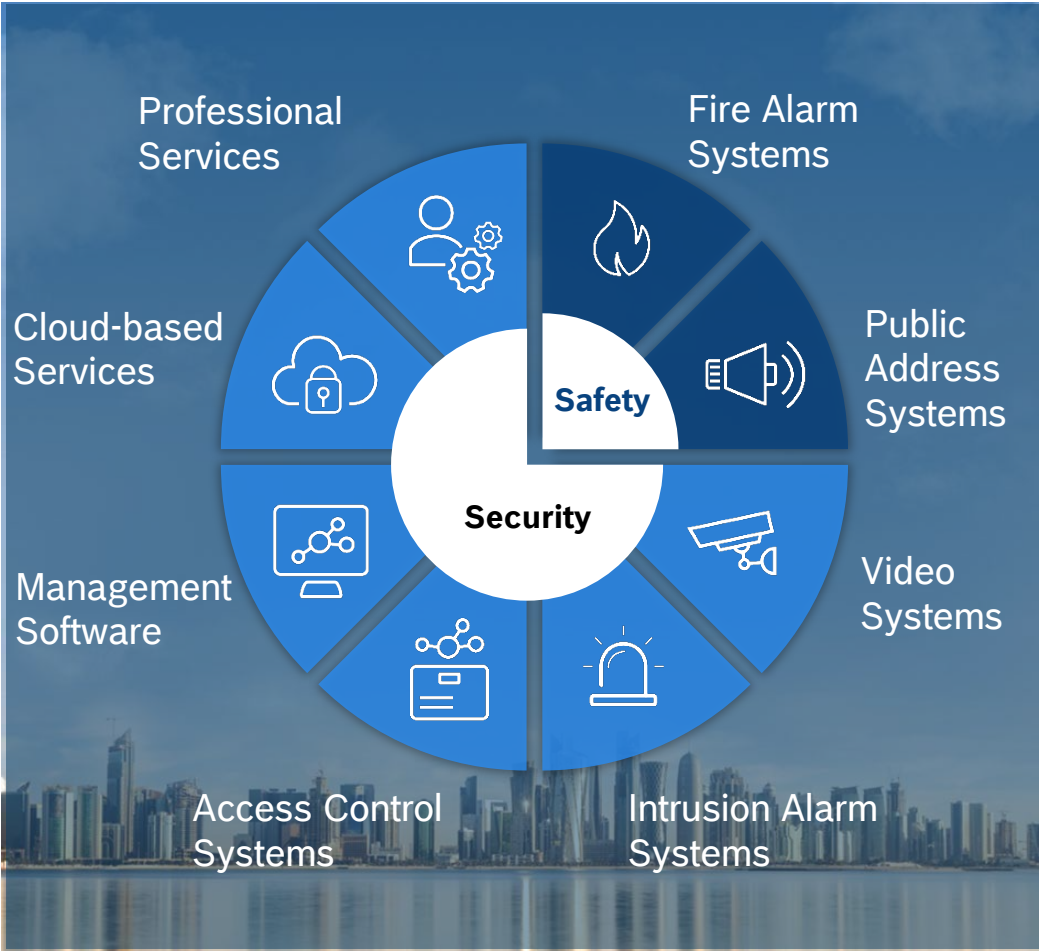 Professional
Services
Fire Alarm
Systems
Cloud-based
Services
Public
Address
Systems
Safety
Security
Management
Software
Video
Systems
Access Control
Systems
Intrusion Alarm
Systems